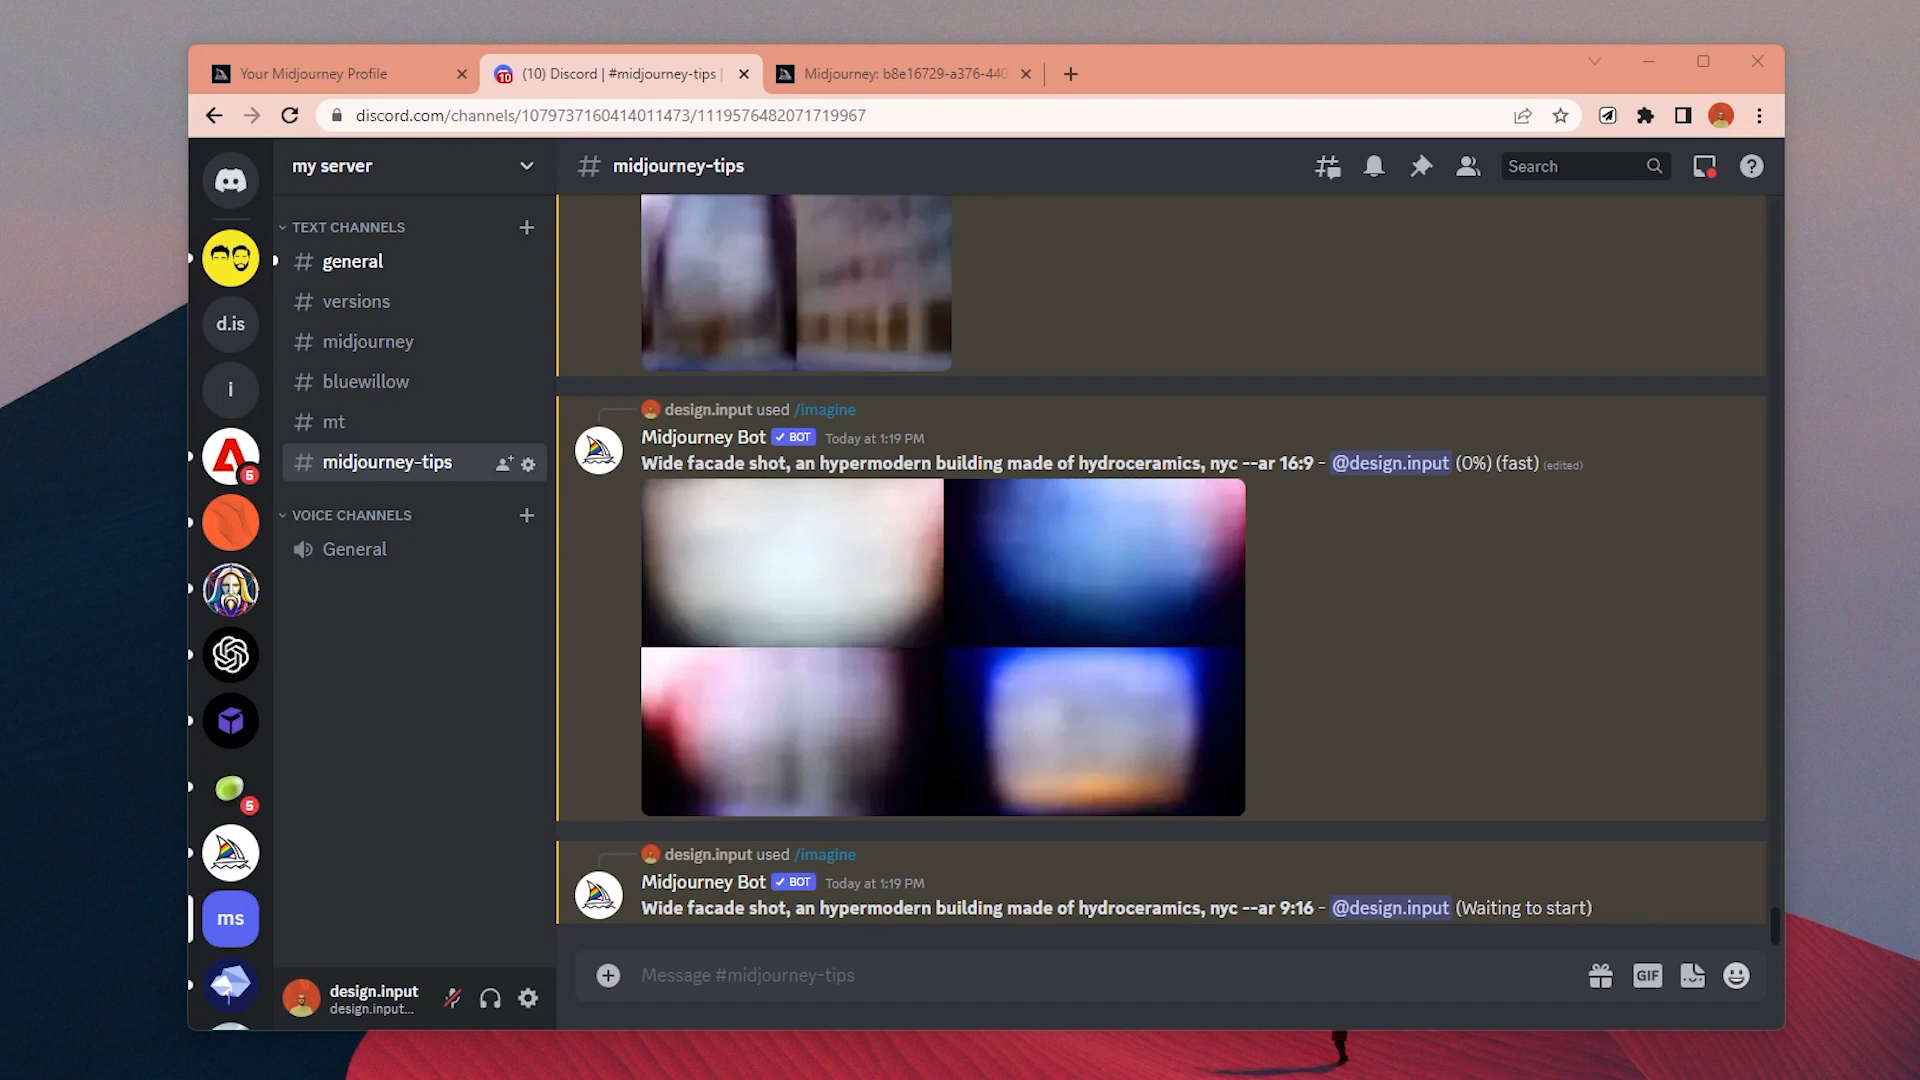 Your Midjourney Profile
(10) Discord | #midjourney-tips |
Midjourney: b8e16729-a376-440
discord.com/channels/1079737160414011473/1119576482071719967
my server
midjourney-tips
Search
TEXT CHANNELS
general
versions
midjourney
bluewillow
mt
midjourney-tips
VOICE CHANNELS
General
d.is
i
5
5
ms
design.input
design.input...
design.input used /imagine
Midjourney Bot BOT Today at 1:19 PM
Wide facade shot, an hypermodern building made of hydroceramics, nyc --ar 16:9 - @design.input (0%) (fast) (edited)
design.input used /imagine
Midjourney Bot BOT Today at 1:19 PM
Wide facade shot, an hypermodern building made of hydroceramics, nyc --ar 9:16 - @design.input (Waiting to start)
Message #midjourney-tips
GIF